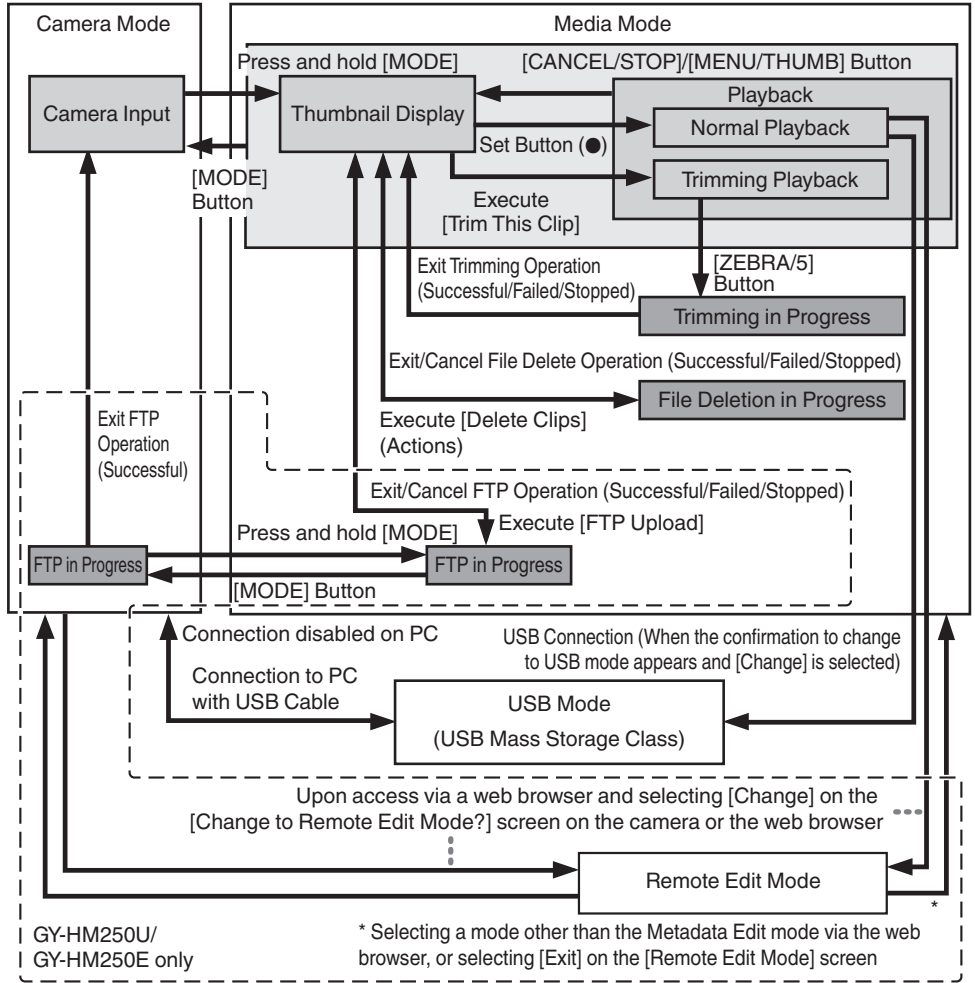 Camera Mode
Media Mode
Press and hold [MODE]
[CANCEL/STOP]/[MENU/THUMB] Button
Camera Input
Thumbnail Display
Playback
Normal Playback
Set Button (●)
Trimming Playback
[MODE]
Button
Execute
[Trim This Clip]
Exit Trimming Operation
(Successful/Failed/Stopped)
[ZEBRA/5]
Button
Trimming in Progress
Exit/Cancel File Delete Operation (Successful/Failed/Stopped)
File Deletion in Progress
Execute [Delete Clips]
(Actions)
Exit FTP
Operation
(Successful)
Exit/Cancel FTP Operation (Successful/Failed/Stopped)
Execute [FTP Upload]
Press and hold [MODE]
FTP in Progress
FTP in Progress
[MODE] Button
Connection disabled on PC
USB Connection (When the confirmation to change
to USB mode appears and [Change] is selected)
Connection to PC
with USB Cable
USB Mode
(USB Mass Storage Class)
Upon access via a web browser and selecting [Change] on the
[Change to Remote Edit Mode?] screen on the camera or the web browser
Remote Edit Mode
*
GY-HM250U/
GY-HM250E only
* Selecting a mode other than the Metadata Edit mode via the web
browser, or selecting [Exit] on the [Remote Edit Mode] screen